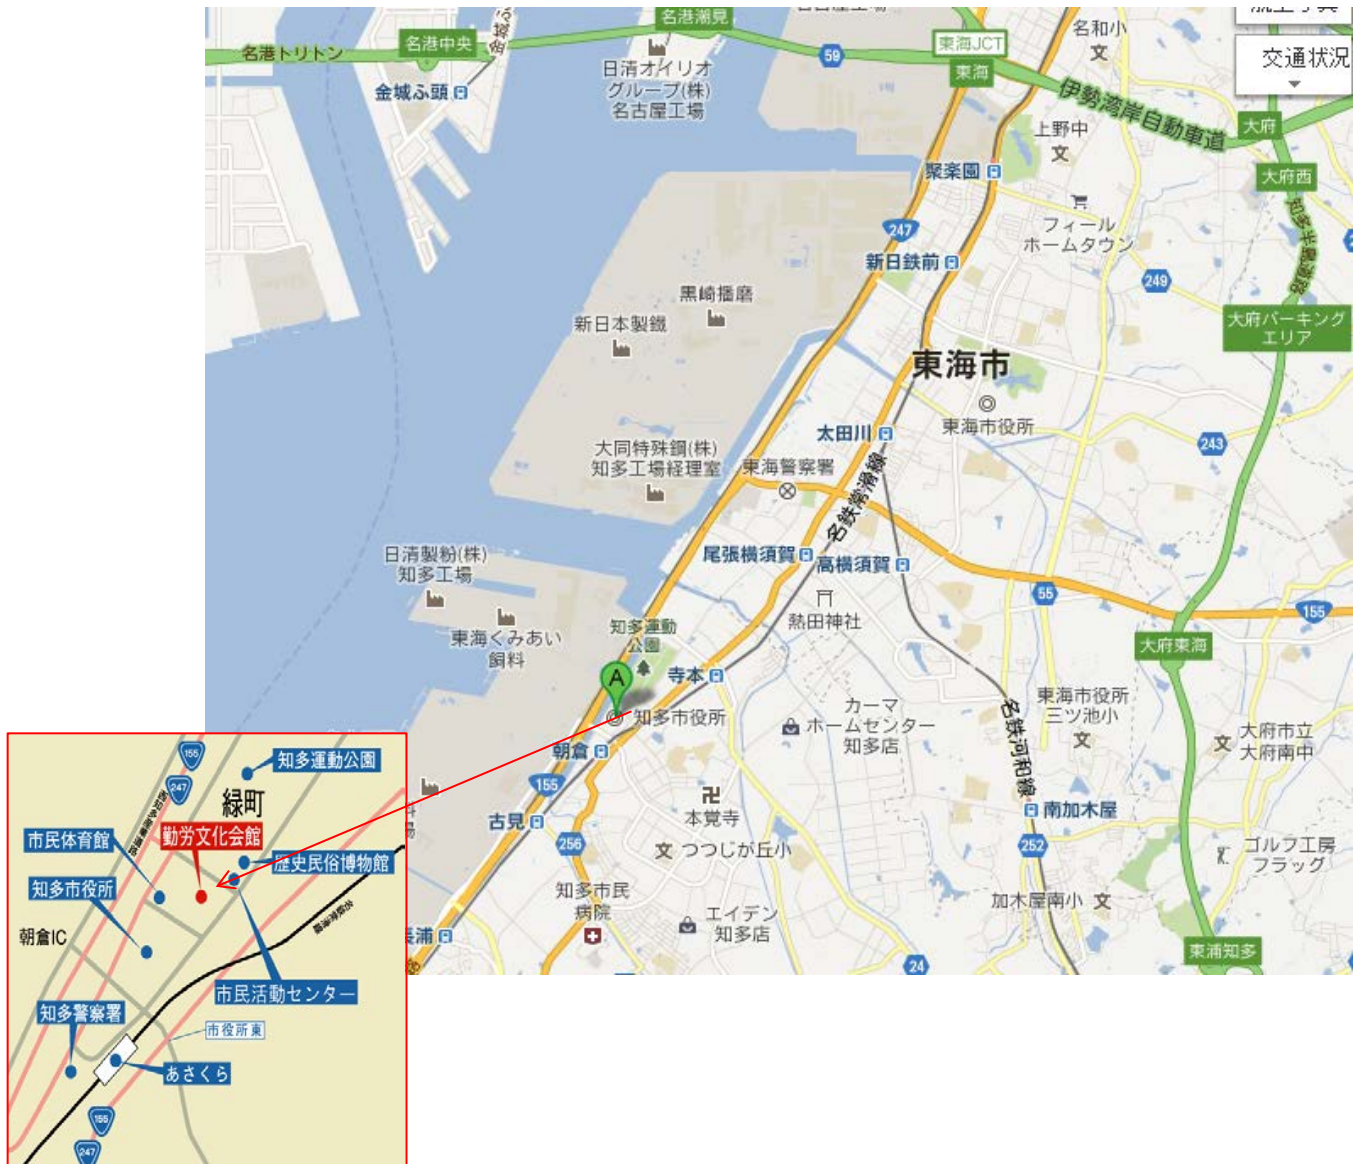 名港潮見
名和小
名港中央
名港トリトン
金城ふ
東海JCT
59
東海
交通状況
日清オイリオ
グループ(株)
名古屋工場
金城ふ頭
伊勢湾岸自動車道
上野中
大府
聚楽園
大府西
フィール
ホームタウン
知多半島道路
247
新日鉄前
249
黒崎播磨
新日本製鐵
大府パーキング
エリア
東海市
東海市役所
太田川
243
大同特殊鋼(株)
知多工場経理室
東海警察署
名鉄常滑線
尾張横須賀
高横須賀
日清製粉(株)
知多工場
55
155
熱田神社
東海くみあい
飼料
知多運動
公園
大府東海
寺本
A
知多市役所
カーマ
ホームセンター
知多店
東海市役所
三ツ池小
大府市立
大府南中
朝倉
名鉄河和線
155
本覚寺
南加木屋
古見
256
つつじが丘小
252
ゴルフ工房
フラッグ
知多市民
病院
エイデン
知多店
加木屋南小
長浦
24
東浦知多
155
247
知多運動公園
緑町
市民体育館
勤労文化会館
歴史民俗博物館
知多市役所
朝倉IC
市民活動センター
知多警察署
市役所東
あさくら
155
247